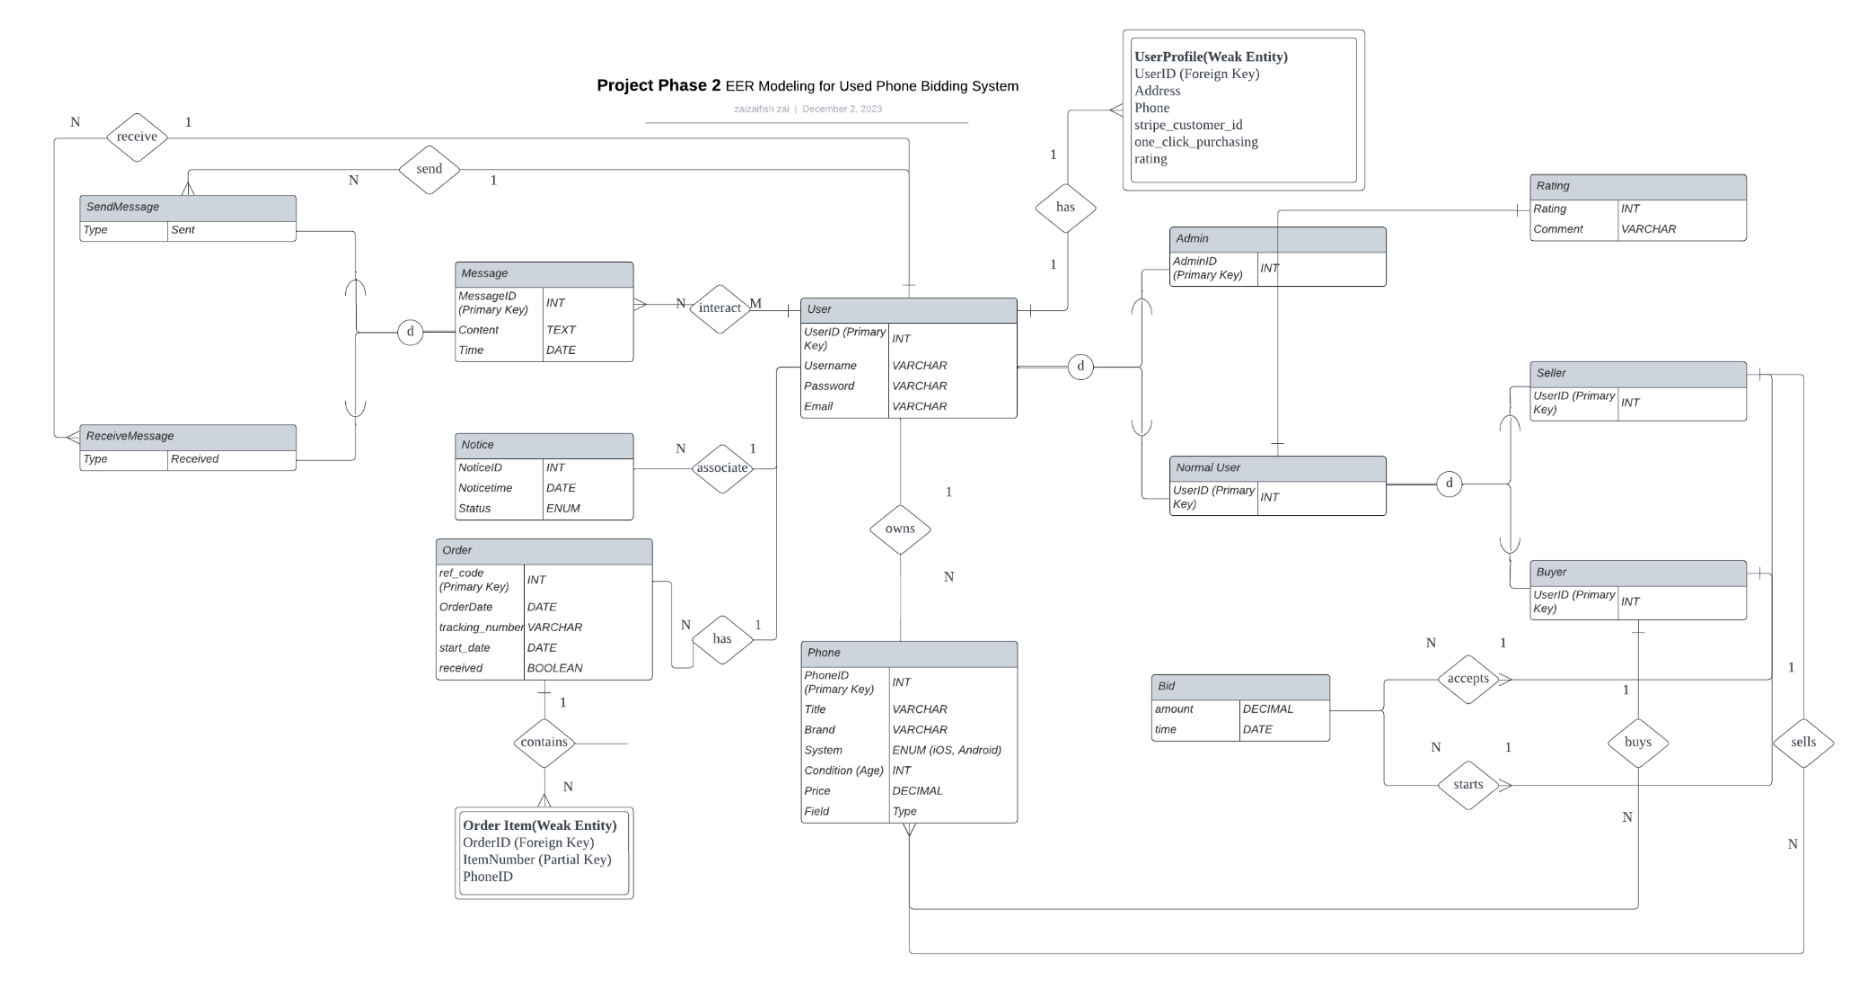 Project Phase 2 EER Modeling for Used Phone Bidding System
zaizaifish zai | December 2, 2023
UserProfile(Weak Entity)
UserID (Foreign Key)
Address
Phone
stripe_customer_id
one_click_purchasing
rating
N
receive
1
send
N
1
1
has
1
SendMessage
Type Sent
Rating
Rating INT
Comment VARCHAR
Admin
AdminID
(Primary Key)
INT
Message
MessageID
(Primary Key)
INT
Content TEXT
Time DATE
N
interact
M
User
UserID (Primary
Key)
INT
Username VARCHAR
Password VARCHAR
Email VARCHAR
d
d
Seller
UserID (Primary
Key)
INT
ReceiveMessage
Type Received
Notice
NoticeID INT
Noticetime DATE
Status ENUM
N
associate
1
Normal User
UserID (Primary
Key)
INT
d
1
owns
N
Order
ref_code
(Primary Key)
INT
OrderDate DATE
tracking_number VARCHAR
start_date DATE
received BOOLEAN
N
has
1
Buyer
UserID (Primary
Key)
INT
Phone
PhoneID
(Primary Key)
INT
Title VARCHAR
Brand VARCHAR
System ENUM (iOS, Android)
Condition (Age) INT
Price DECIMAL
Field Type
Bid
amount DECIMAL
time DATE
N
1
accepts
N
1
starts
1
buys
N
1
sells
N
1
contains
N
Order Item(Weak Entity)
OrderID (Foreign Key)
ItemNumber (Partial Key)
PhoneID